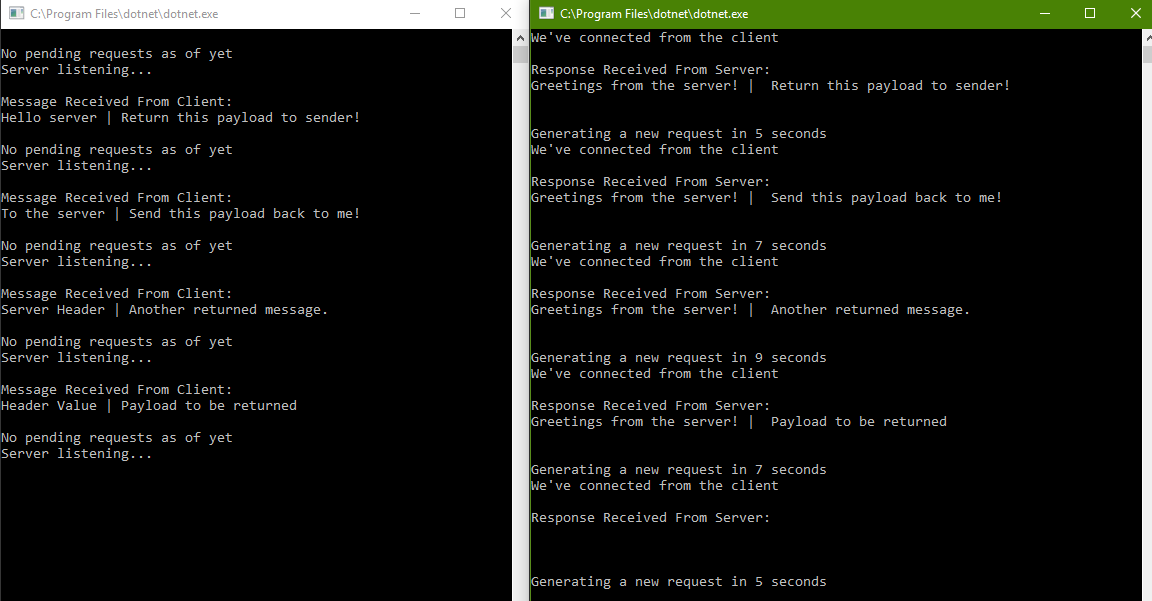 C:\Program Files\dotnet\dotnet.exe
No pending requests as of yet
Server listening...
Message Received From Client:
Hello server | Return this payload to sender!
No pending requests as of yet
Server listening...
Message Received From Client:
To the server | Send this payload back to me!
No pending requests as of yet
Server listening...
Message Received From Client:
Server Header | Another returned message.
No pending requests as of yet
Server listening...
Message Received From Client:
Header Value | Payload to be returned
No pending requests as of yet
Server listening...
C:\Program Files\dotnet\dotnet.exe
We've connected from the client
Response Received From Server:
Greetings from the server! |  Return this payload to sender!
Generating a new request in 5 seconds
We've connected from the client
Response Received From Server:
Greetings from the server! |  Send this payload back to me!
Generating a new request in 7 seconds
We've connected from the client
Response Received From Server:
Greetings from the server! |  Another returned message.
Generating a new request in 9 seconds
We've connected from the client
Response Received From Server:
Greetings from the server! |  Payload to be returned
Generating a new request in 7 seconds
We've connected from the client
Response Received From Server:
Generating a new request in 5 seconds